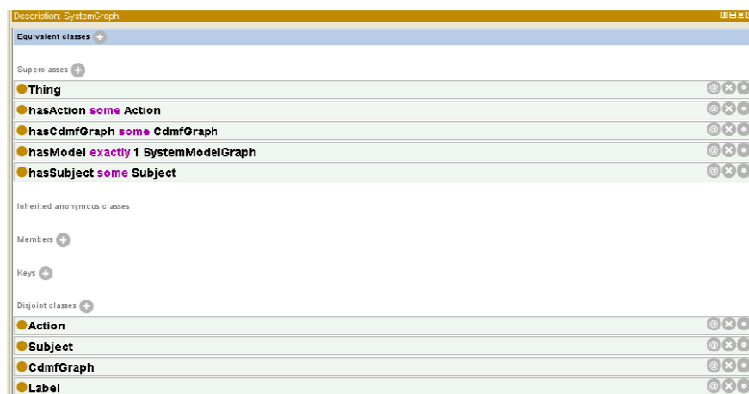 Description: SystemGraph
Equivalent classes
Superclasses
Thing
hasAction some Action
hasCdmfGraph some CdmfGraph
hasModel exactly 1 SystemModelGraph
hasSubject some Subject
Inherited anonymous classes
Members
Keys
Disjoint classes
Action
Subject
CdmfGraph
Label